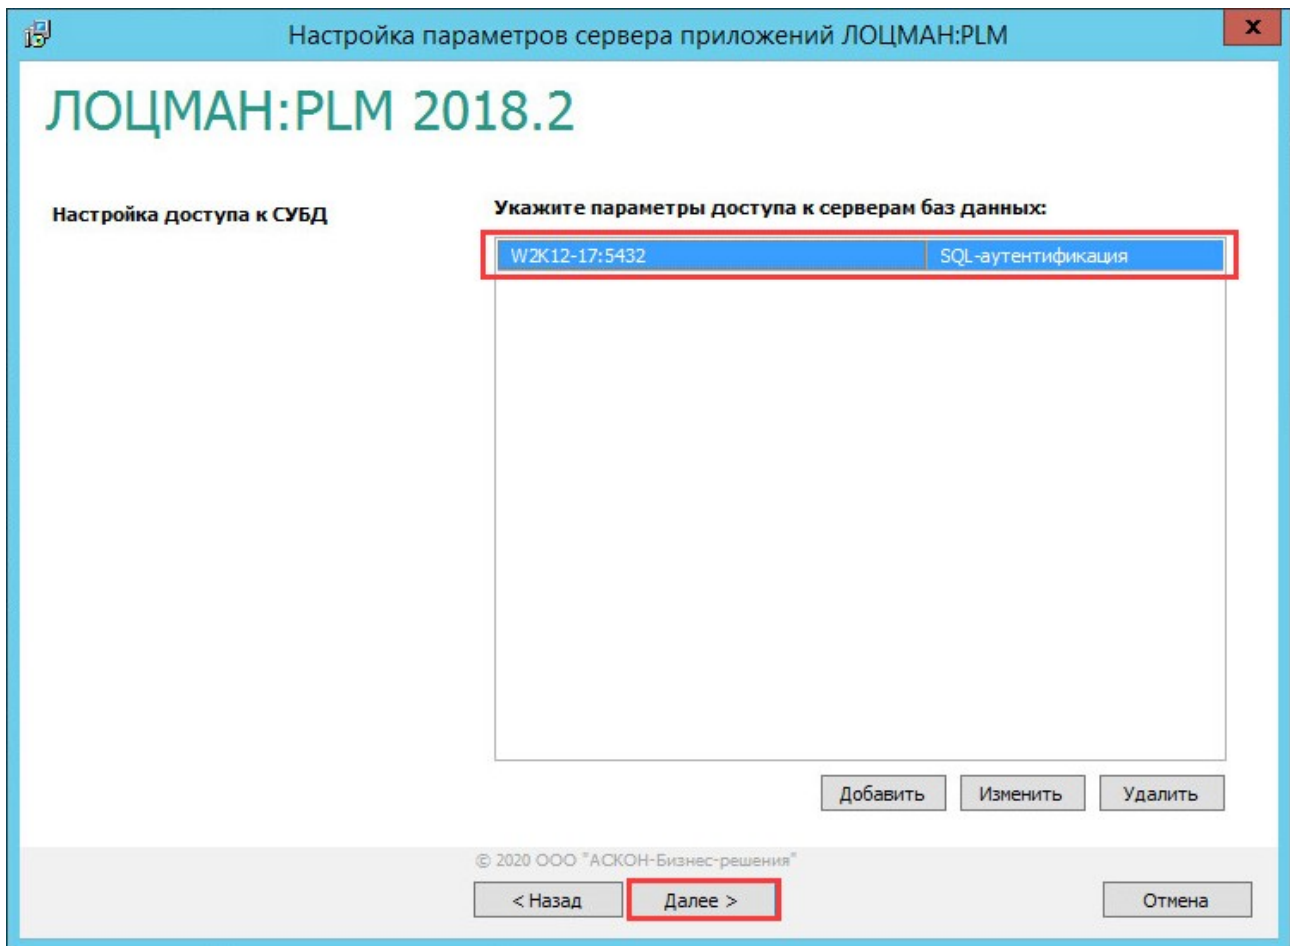 Настройка параметров сервера приложений ЛОЦМАН:PLM
x
ЛОЦМАН:PLM 2018.2
Настройка доступа к СУБД
Укажите параметры доступа к серверам баз данных:
W2K12-17:5432 SQL-аутентификация
Добавить Изменить Удалить
© 2020 ООО "АСКОН-Бизнес-решения"
< Назад Далее > Отмена